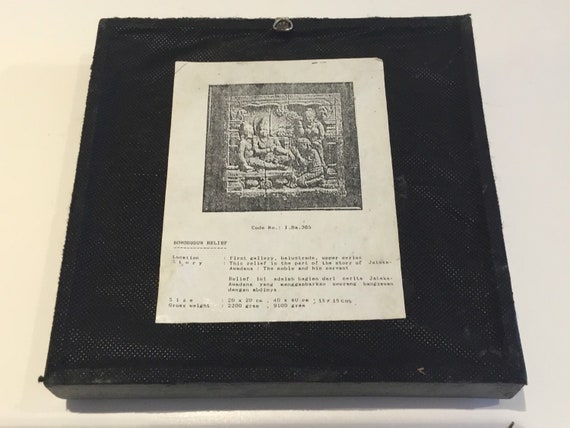 Code No.: I.Ba.305
BOROBUDUR RELIEF
Location : First gallery, balustrade, upper series
Story : This relief in the part of the story of Jataka-
Awadana : The noble and his servant
Relief ini adalah bagian dari cerita Jataka-
Awadana yang menggambarkan seorang bangsawan
dengan abdinya
Size : 20 x 20 cm , 40 x 40 cm , 15 x 15 cm
Gross weight : 2200 gram , 9100 gram